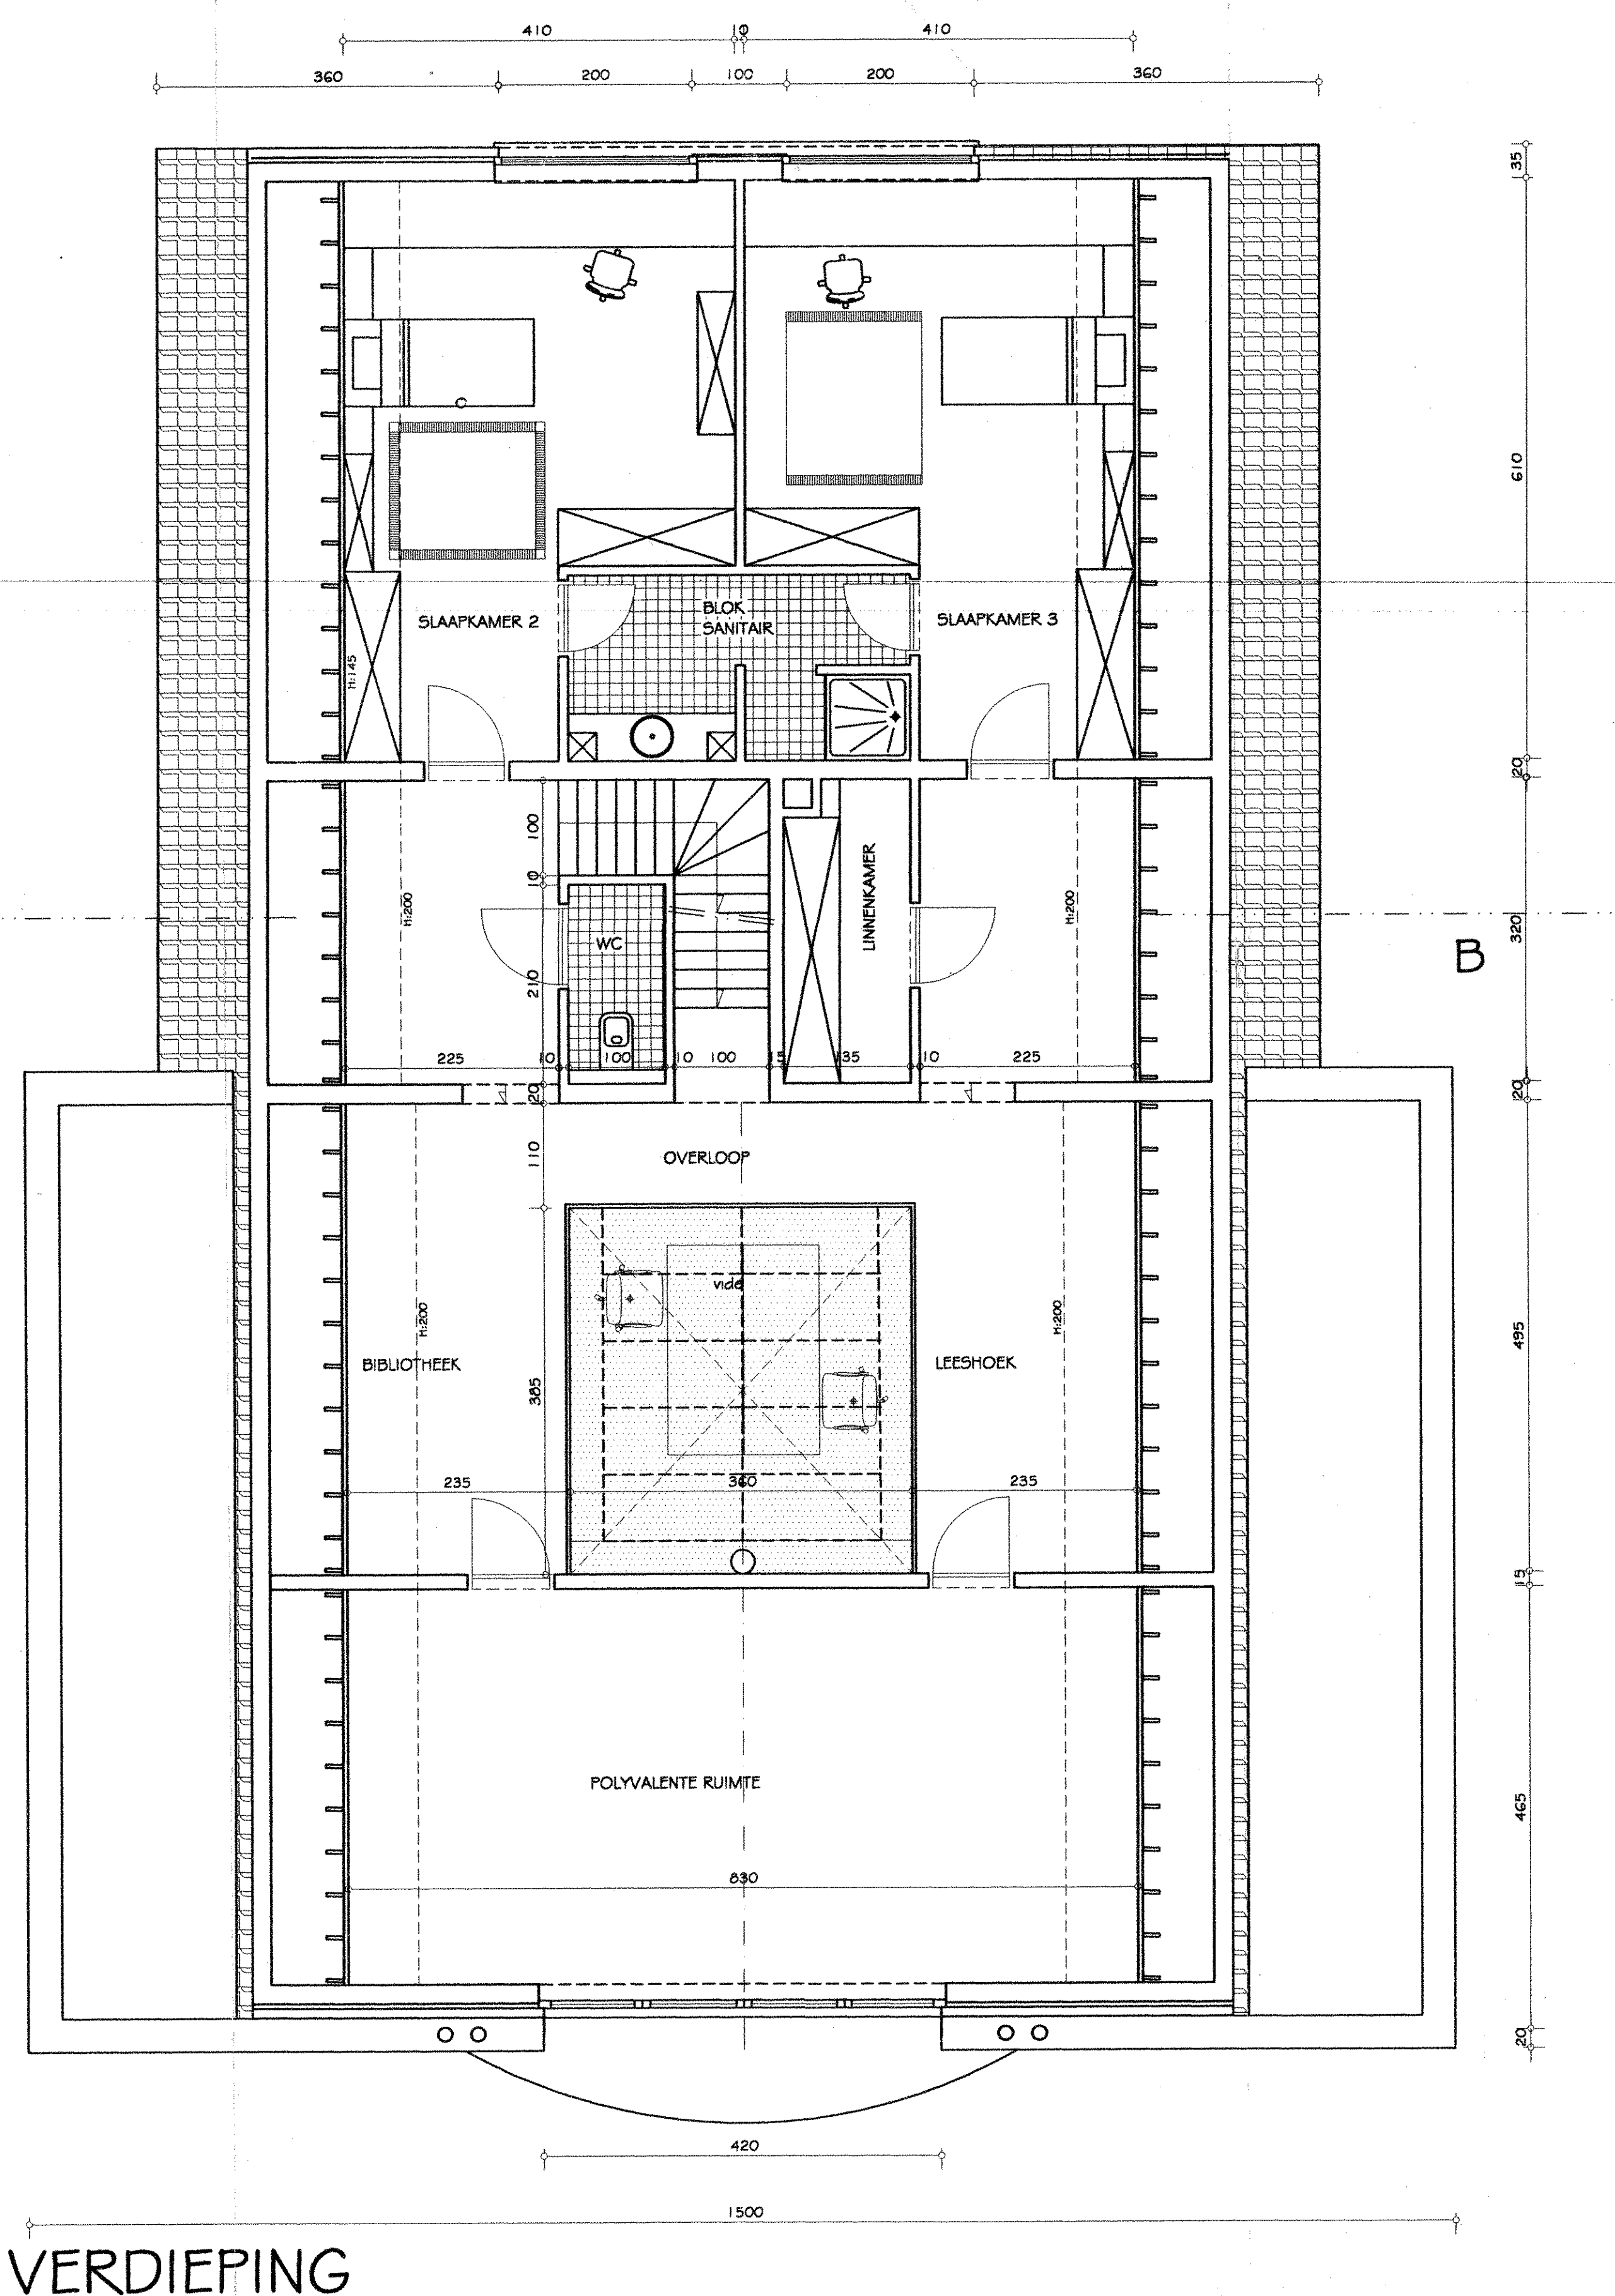 410
10
410
360
200
100
200
360
35
610
BLOK
SANITAIR
SLAAPKAMER 2
SLAAPKAMER 3
H:145
20
100
10
LINNENKAMER
H:200
H:200
WC
320
B
210
225
10
100
10
100
15
135
10
225
20
20
110
OVERLOOP
vide
H:200
H:200
495
BIBLIOTHEEK
LEESHOEK
385
235
360
235
15
POLYVALENTE RUIMTE
465
830
20
420
1500
VERDIEPING